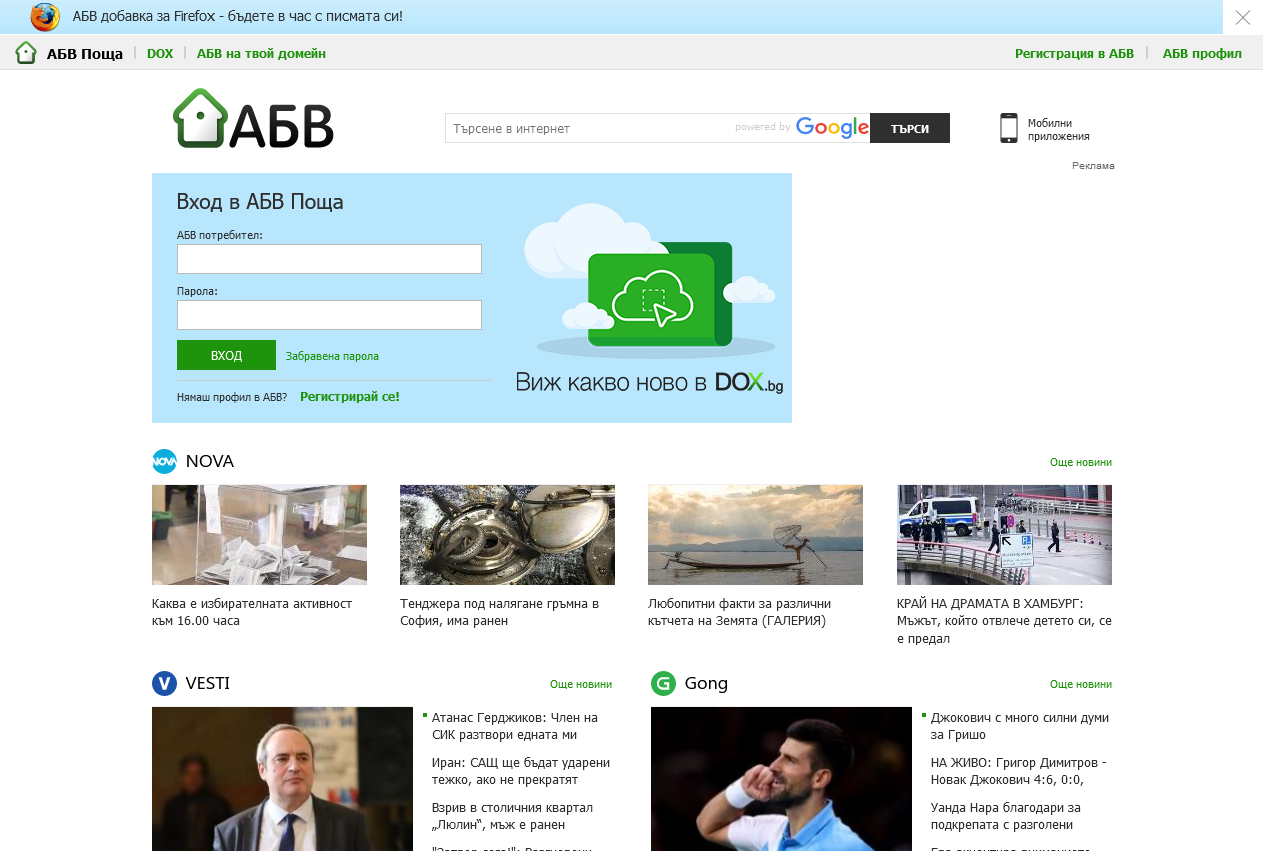 АБВ добавка за Firefox - бъдете в час с писмата си!
АБВ Поща
DOX
АБВ на твой домейн
Регистрация в АБВ
АБВ профил
АБВ
Търсене в интернет
powered by Google
ТЪРСИ
Мобилни
приложения
Реклама
Вход в АБВ Поща
АБВ потребител:
Парола:
ВХОД
Забравена парола
Нямаш профил в АБВ?
Регистрирай се!
Виж какво ново в DOX.bg
NOVA
NOVA
Още новини
Каква е избирателната активност
към 16.00 часа
Тенджера под налягане гръмна в
София, има ранен
Любопитни факти за различни
кътчета на Земята (ГАЛЕРИЯ)
КРАЙ НА ДРАМАТА В ХАМБУРГ:
Мъжът, който отвлече детето си, се
е предал
V
VESTI
Още новини
Атанас Герджиков: Член на
СИК разтвори едната ми
Иран: САЩ ще бъдат ударени
тежко, ако не прекратят
Взрив в столичния квартал
„Люлин“, мъж е ранен
G
Gong
Още новини
Джокович с много силни думи
за Гришо
НА ЖИВО: Григор Димитров -
Новак Джокович 4:6, 0:0,
Уанда Нара благодари за
подкрепата с разголени